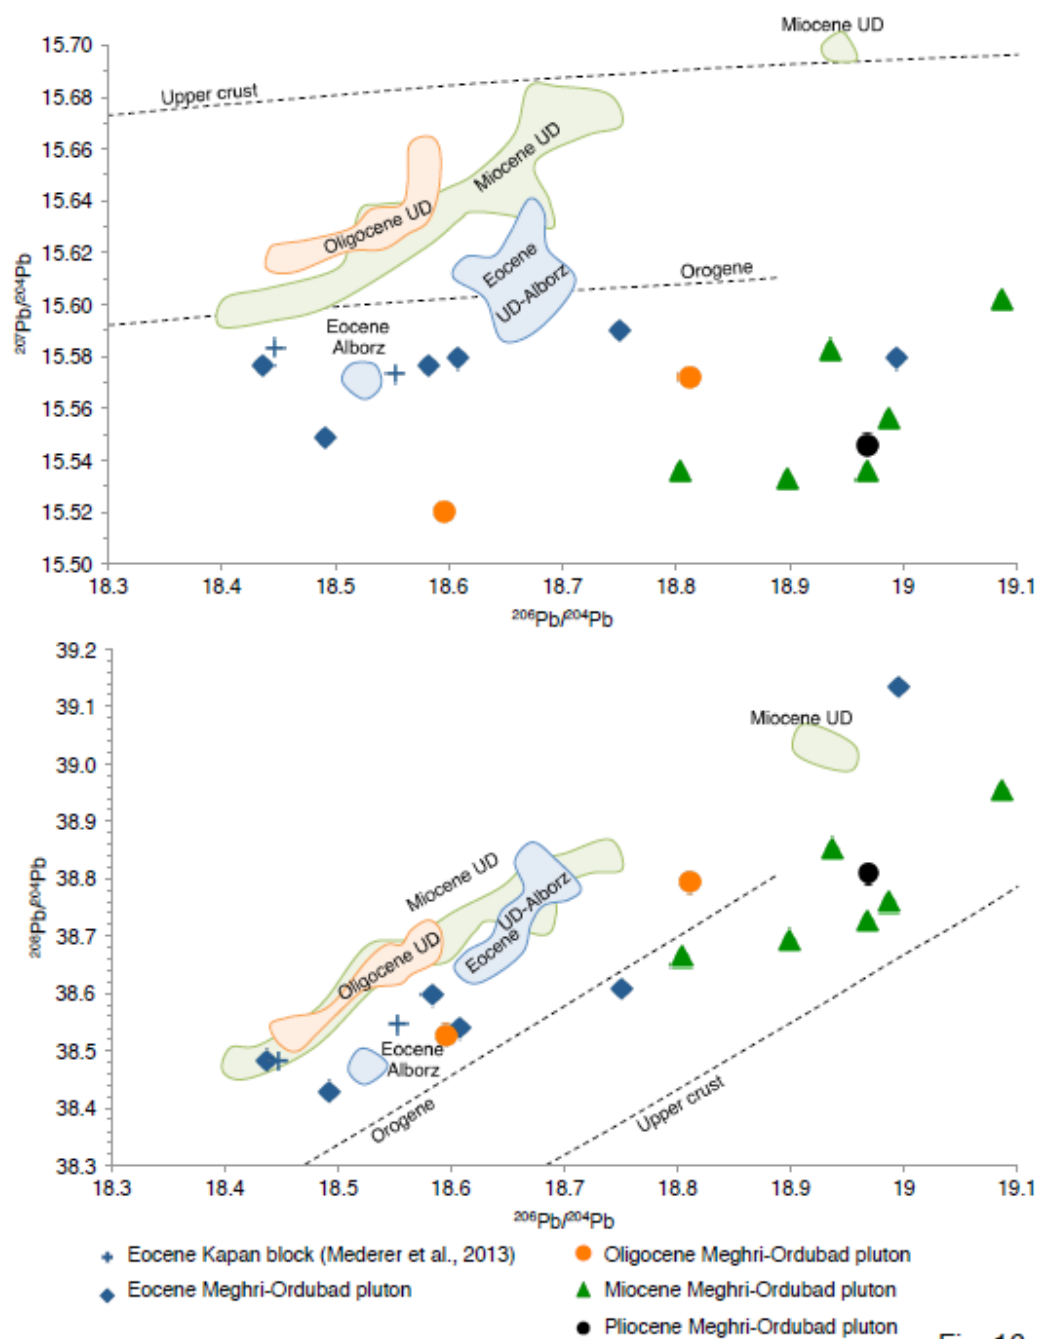 Miocene UD
15.70
Upper crust
15.68
15.66
Miocene UD
15.64
Oligocene UD
15.62
Eocene
UD-Alborz
Orogene
15.60
Eocene
Alborz
15.58
15.56
15.54
15.52
15.50
²⁰⁷Pb/²⁰⁴Pb
18.3 18.4 18.5 18.6 18.7 18.8 18.9 19 19.1
²⁰⁶Pb/²⁰⁴Pb
39.2
39.1
Miocene UD
39.0
38.9
Miocene UD
38.8
UD-Alborz
38.7
Eocene
Oligocene UD
38.6
38.5
Eocene
Alborz
38.4
Orogene
Upper crust
38.3
²⁰⁸Pb/²⁰⁴Pb
18.3 18.4 18.5 18.6 18.7 18.8 18.9 19 19.1
²⁰⁶Pb/²⁰⁴Pb
Eocene Kapan block (Mederer et al., 2013)
Eocene Meghri-Ordubad pluton
Oligocene Meghri-Ordubad pluton
Miocene Meghri-Ordubad pluton
Pliocene Meghri-Ordubad pluton